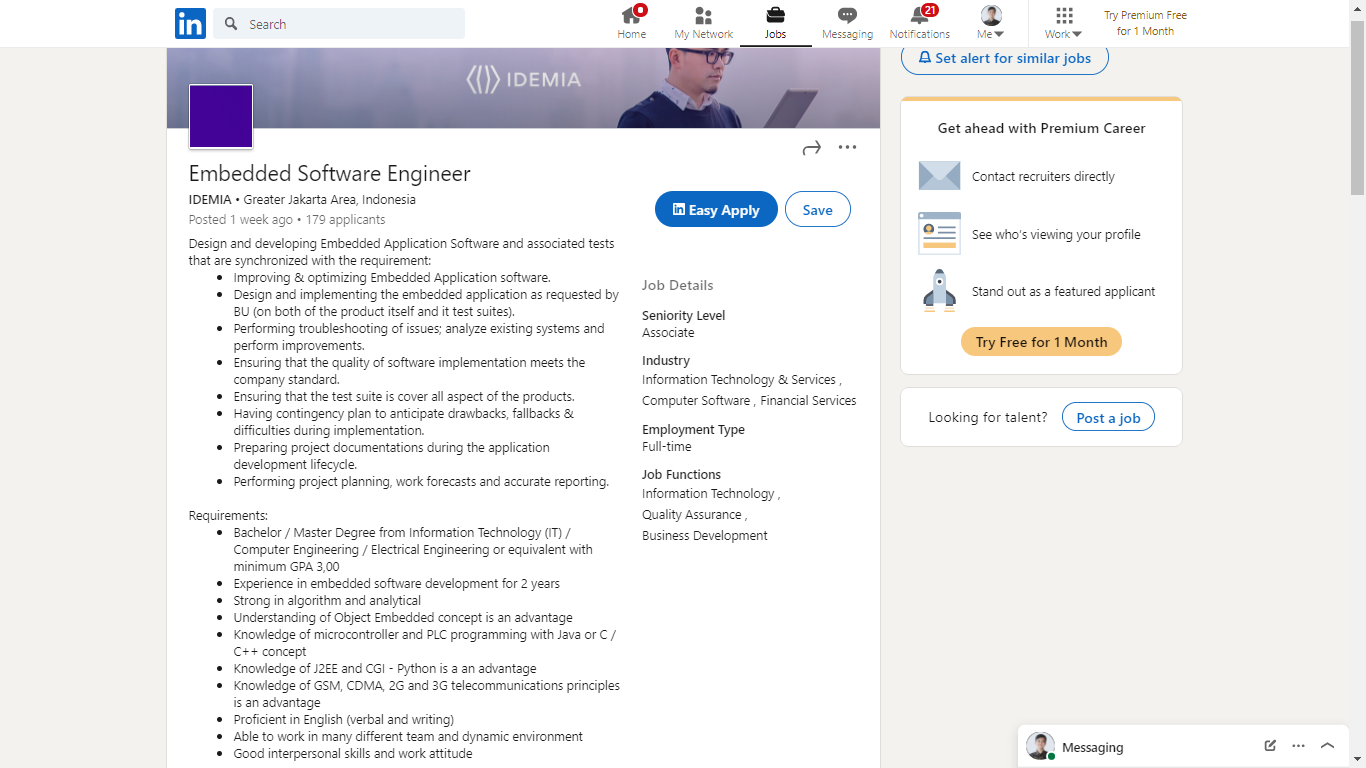 in
Search
Home
My Network
Jobs
Messaging
21
Notifications
Me
Work
Try Premium Free
for 1 Month
IDEMIA
Embedded Software Engineer
IDEMIA • Greater Jakarta Area, Indonesia
Posted 1 week ago • 179 applicants
in Easy Apply
Save
Design and developing Embedded Application Software and associated tests
that are synchronized with the requirement:
• Improving & optimizing Embedded Application software.
• Design and implementing the embedded application as requested by
BU (on both of the product itself and it test suites).
• Performing troubleshooting of issues; analyze existing systems and
perform improvements.
• Ensuring that the quality of software implementation meets the
company standard.
• Ensuring that the test suite is cover all aspect of the products.
• Having contingency plan to anticipate drawbacks, fallbacks &
difficulties during implementation.
• Preparing project documentations during the application
development lifecycle.
• Performing project planning, work forecasts and accurate reporting.
Requirements:
• Bachelor / Master Degree from Information Technology (IT) /
Computer Engineering / Electrical Engineering or equivalent with
minimum GPA 3,00
• Experience in embedded software development for 2 years
• Strong in algorithm and analytical
• Understanding of Object Embedded concept is an advantage
• Knowledge of microcontroller and PLC programming with Java or C /
C++ concept
• Knowledge of J2EE and CGI - Python is a an advantage
• Knowledge of GSM, CDMA, 2G and 3G telecommunications principles
is an advantage
• Proficient in English (verbal and writing)
• Able to work in many different team and dynamic environment
• Good interpersonal skills and work attitude
Job Details
Seniority Level
Associate
Industry
Information Technology & Services ,
Computer Software , Financial Services
Employment Type
Full-time
Job Functions
Information Technology ,
Quality Assurance ,
Business Development
Set alert for similar jobs
Get ahead with Premium Career
Contact recruiters directly
See who's viewing your profile
Stand out as a featured applicant
Try Free for 1 Month
Looking for talent?
Post a job
Messaging